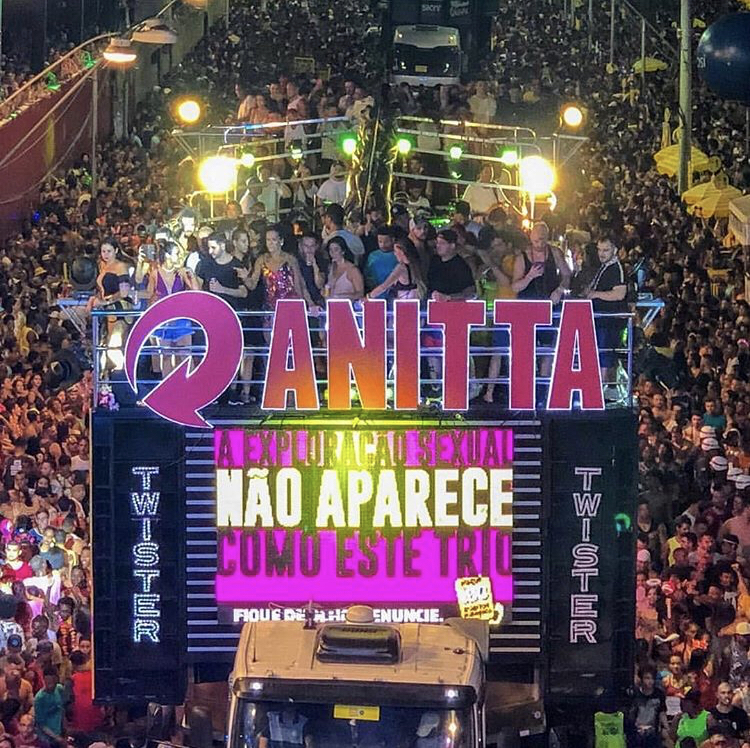 ANITTA
A EXPLORAÇÃO SEXUAL
NÃO APARECE
COMO ESTE TRIO
TWISTER
TWISTER